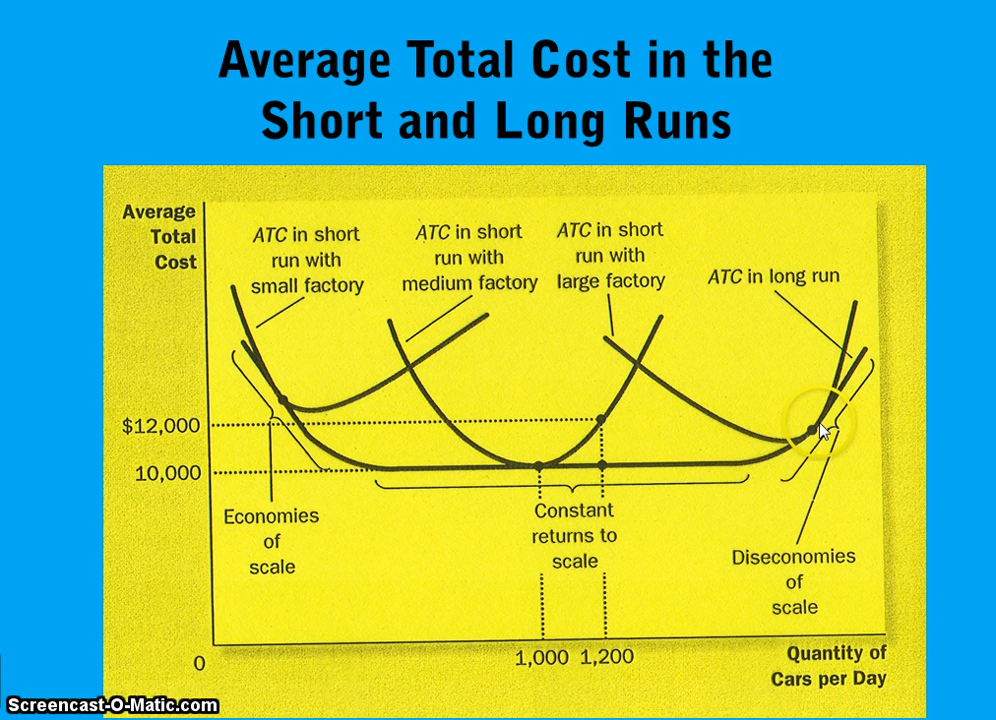 Average Total Cost in the
Short and Long Runs
Average
Total
Cost
ATC in short
run with
small factory
ATC in short
run with
medium factory
ATC in short
run with
large factory
ATC in long run
$12,000
10,000
Economies
of
scale
Constant
returns to
scale
Diseconomies
of
scale
0
1,000 1,200
Quantity of
Cars per Day
Screencast-O-Matic.com